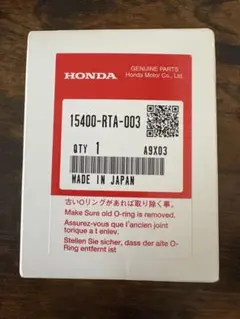 GENUINE PARTS
HONDA
Honda Motor Co., Ltd.
15400-RTA-003
QTY 1
A9X03
MADE IN JAPAN
古いOリングがあれば取り除く事。
Make Sure old O-ring is removed.
Assurez-vous que l'ancien joint
torique a t enlev.
Stellen Sie sicher, dass der alte O-
Ring entfernt ist